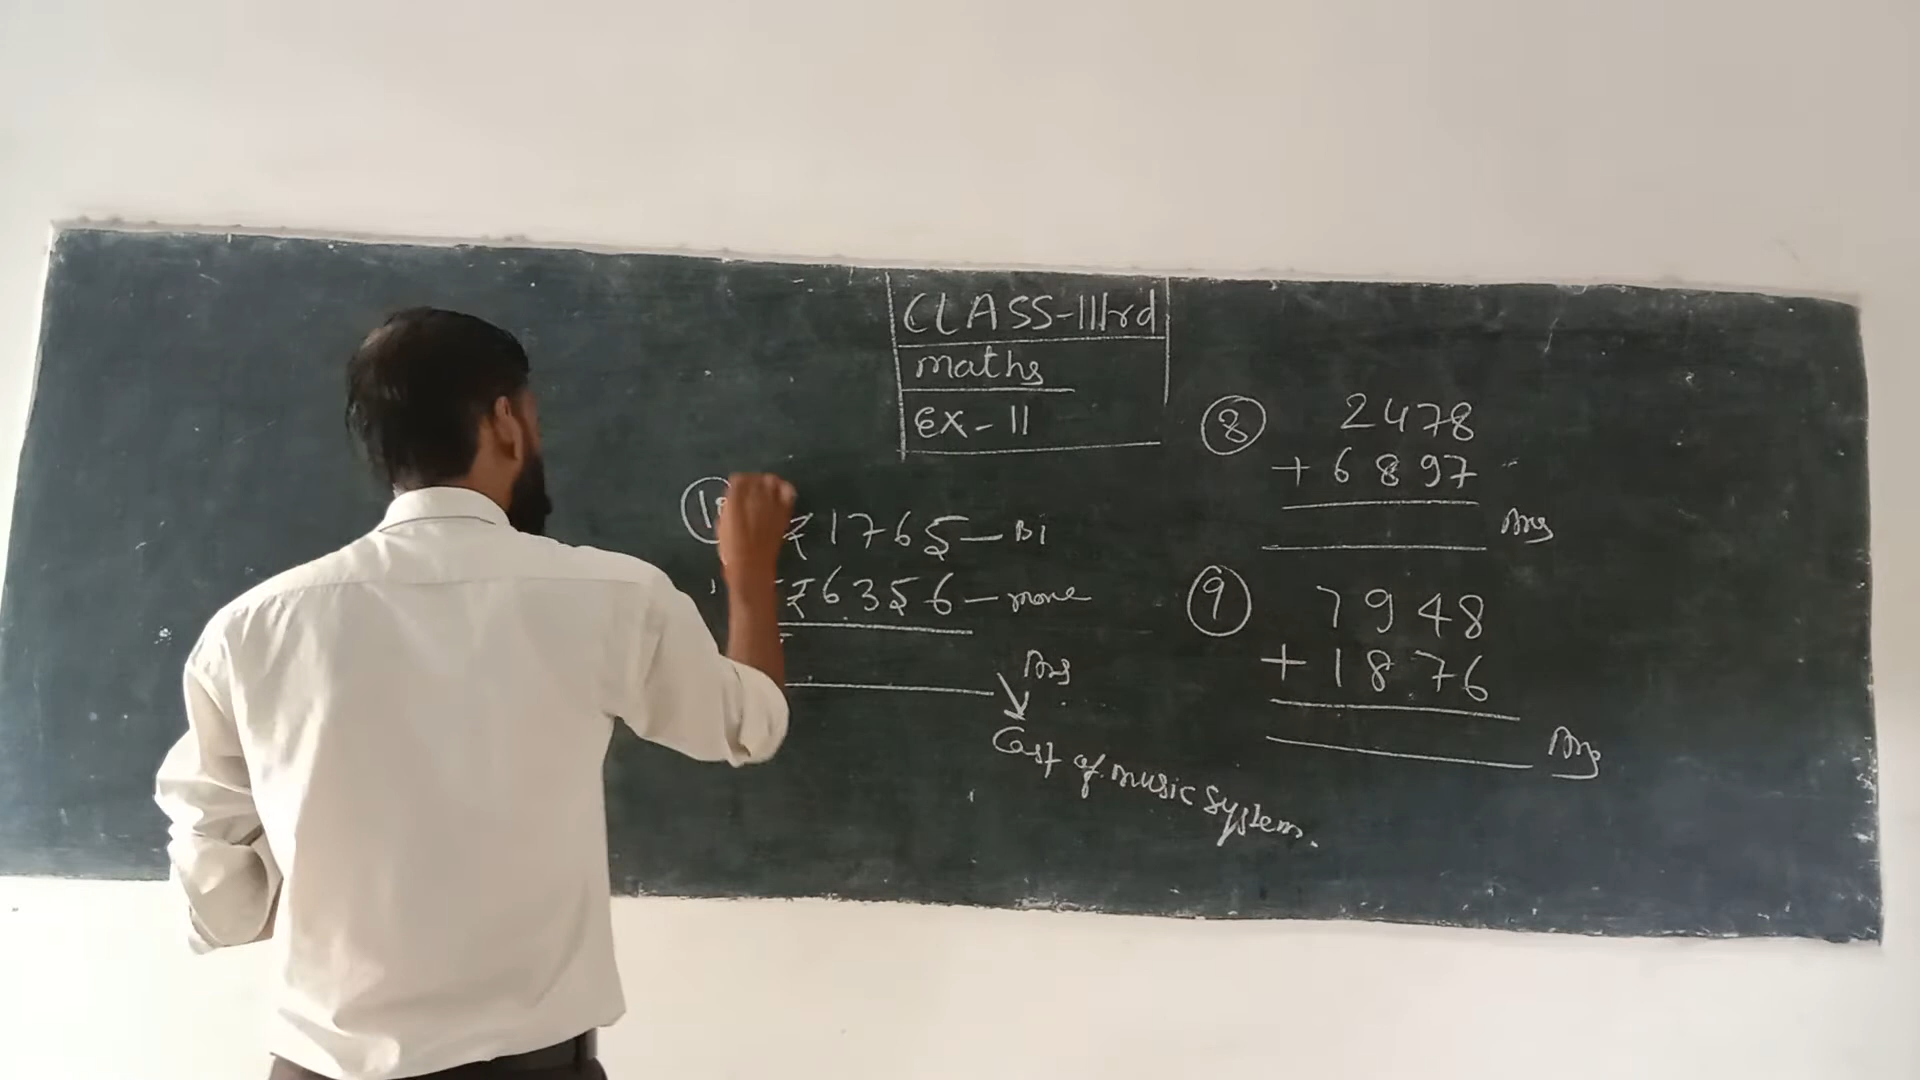 CLASS-IIIrd
maths
EX-11
₹1765 — BI
₹6356 — more
Ans
Cost of music system.
8
2478
+ 6897
Ans
9
7948
+ 1876
Ans